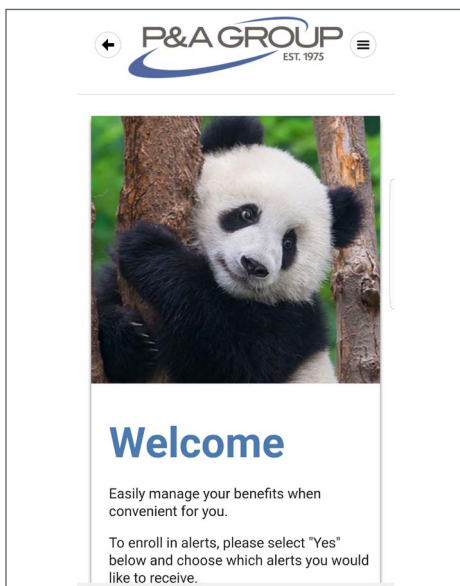 P&A GROUP
EST. 1975
Welcome
Easily manage your benefits when
convenient for you.
To enroll in alerts, please select "Yes"
below and choose which alerts you would
like to receive.